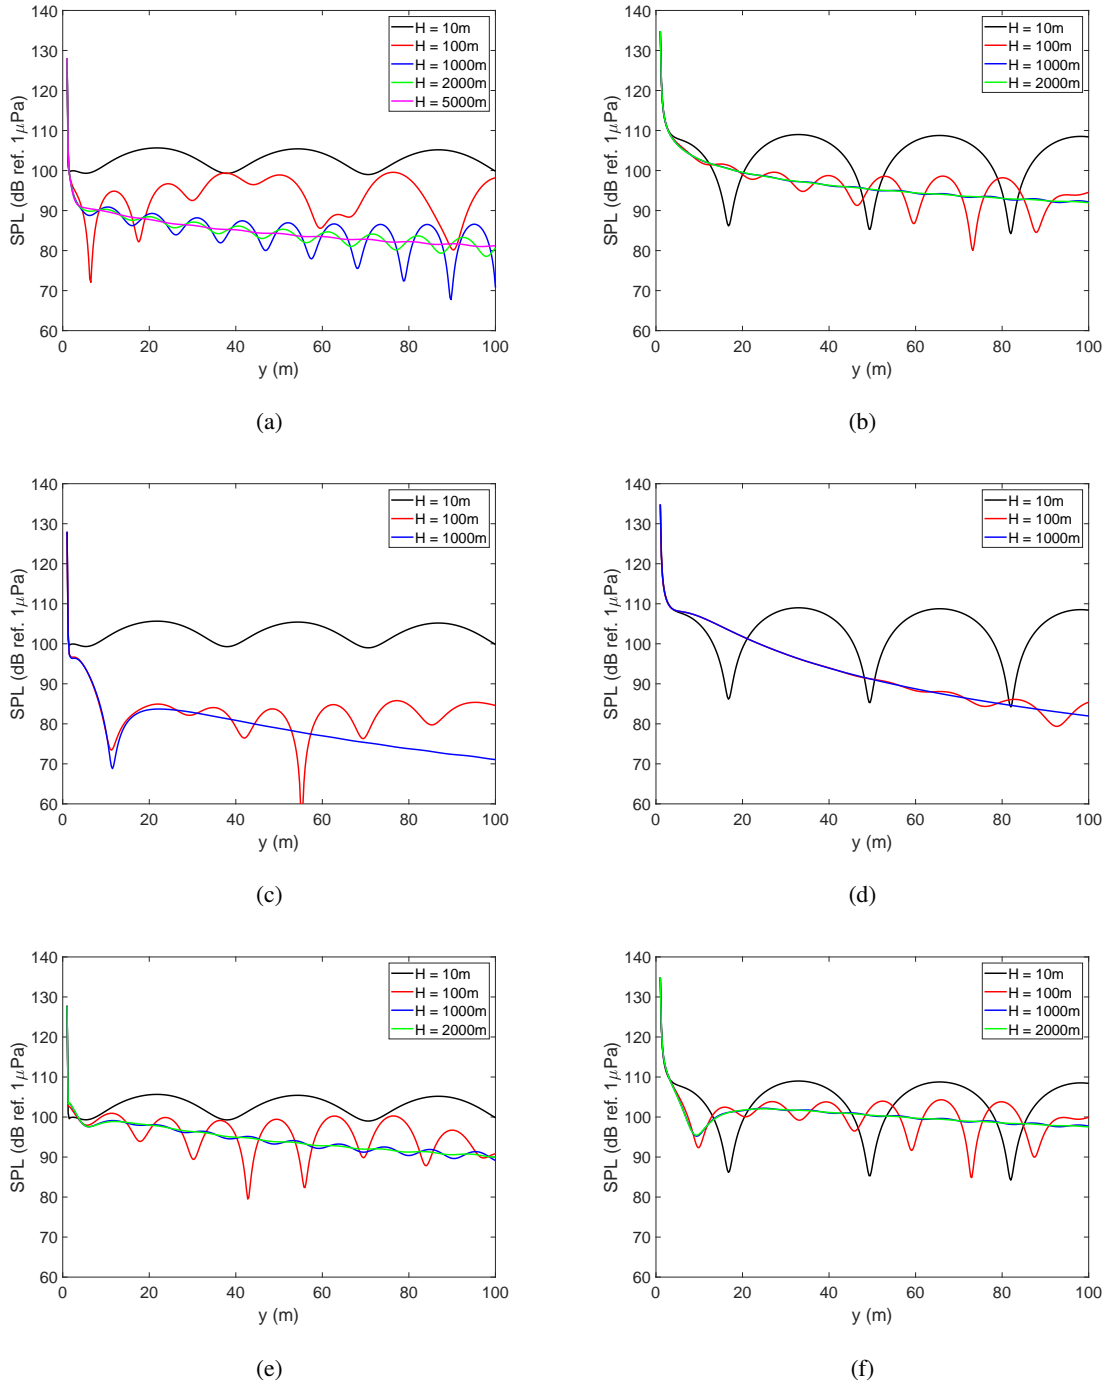 140
130
120
110
100
90
80
70
60
SPL (dB ref. 1μPa)
H = 10m
H = 100m
H = 1000m
H = 2000m
H = 5000m
0 20 40 60 80 100
y (m)
(a)
140
130
120
110
100
90
80
70
60
SPL (dB ref. 1μPa)
H = 10m
H = 100m
H = 1000m
H = 2000m
0 20 40 60 80 100
y (m)
(b)
140
130
120
110
100
90
80
70
60
SPL (dB ref. 1μPa)
H = 10m
H = 100m
H = 1000m
0 20 40 60 80 100
y (m)
(c)
140
130
120
110
100
90
80
70
60
SPL (dB ref. 1μPa)
H = 10m
H = 100m
H = 1000m
0 20 40 60 80 100
y (m)
(d)
140
130
120
110
100
90
80
70
60
SPL (dB ref. 1μPa)
H = 10m
H = 100m
H = 1000m
H = 2000m
0 20 40 60 80 100
y (m)
(e)
140
130
120
110
100
90
80
70
60
SPL (dB ref. 1μPa)
H = 10m
H = 100m
H = 1000m
H = 2000m
0 20 40 60 80 100
y (m)
(f)